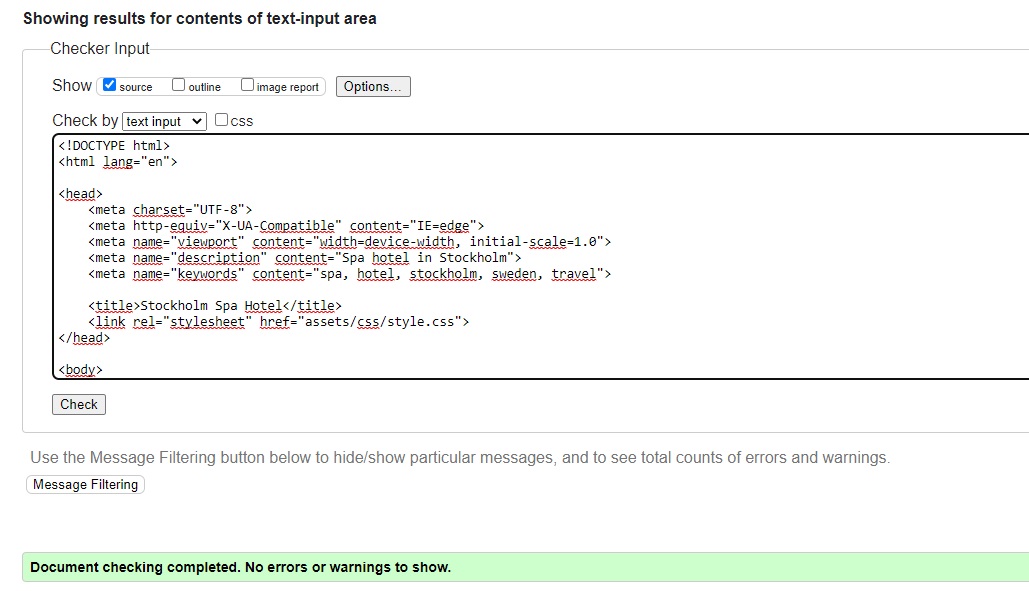 Showing results for contents of text-input area
Checker Input
Show source outline image report Options...
Check by text input css
<!DOCTYPE html>
<html lang="en">
<head>
<meta charset="UTF-8">
<meta http-equiv="X-UA-Compatible" content="IE=edge">
<meta name="viewport" content="width=device-width, initial-scale=1.0">
<meta name="description" content="Spa hotel in Stockholm">
<meta name="keywords" content="spa, hotel, stockholm, sweden, travel">
<title>Stockholm Spa Hotel</title>
<link rel="stylesheet" href="assets/css/style.css">
</head>
<body>
Check
Use the Message Filtering button below to hide/show particular messages, and to see total counts of errors and warnings.
Message Filtering
Document checking completed. No errors or warnings to show.